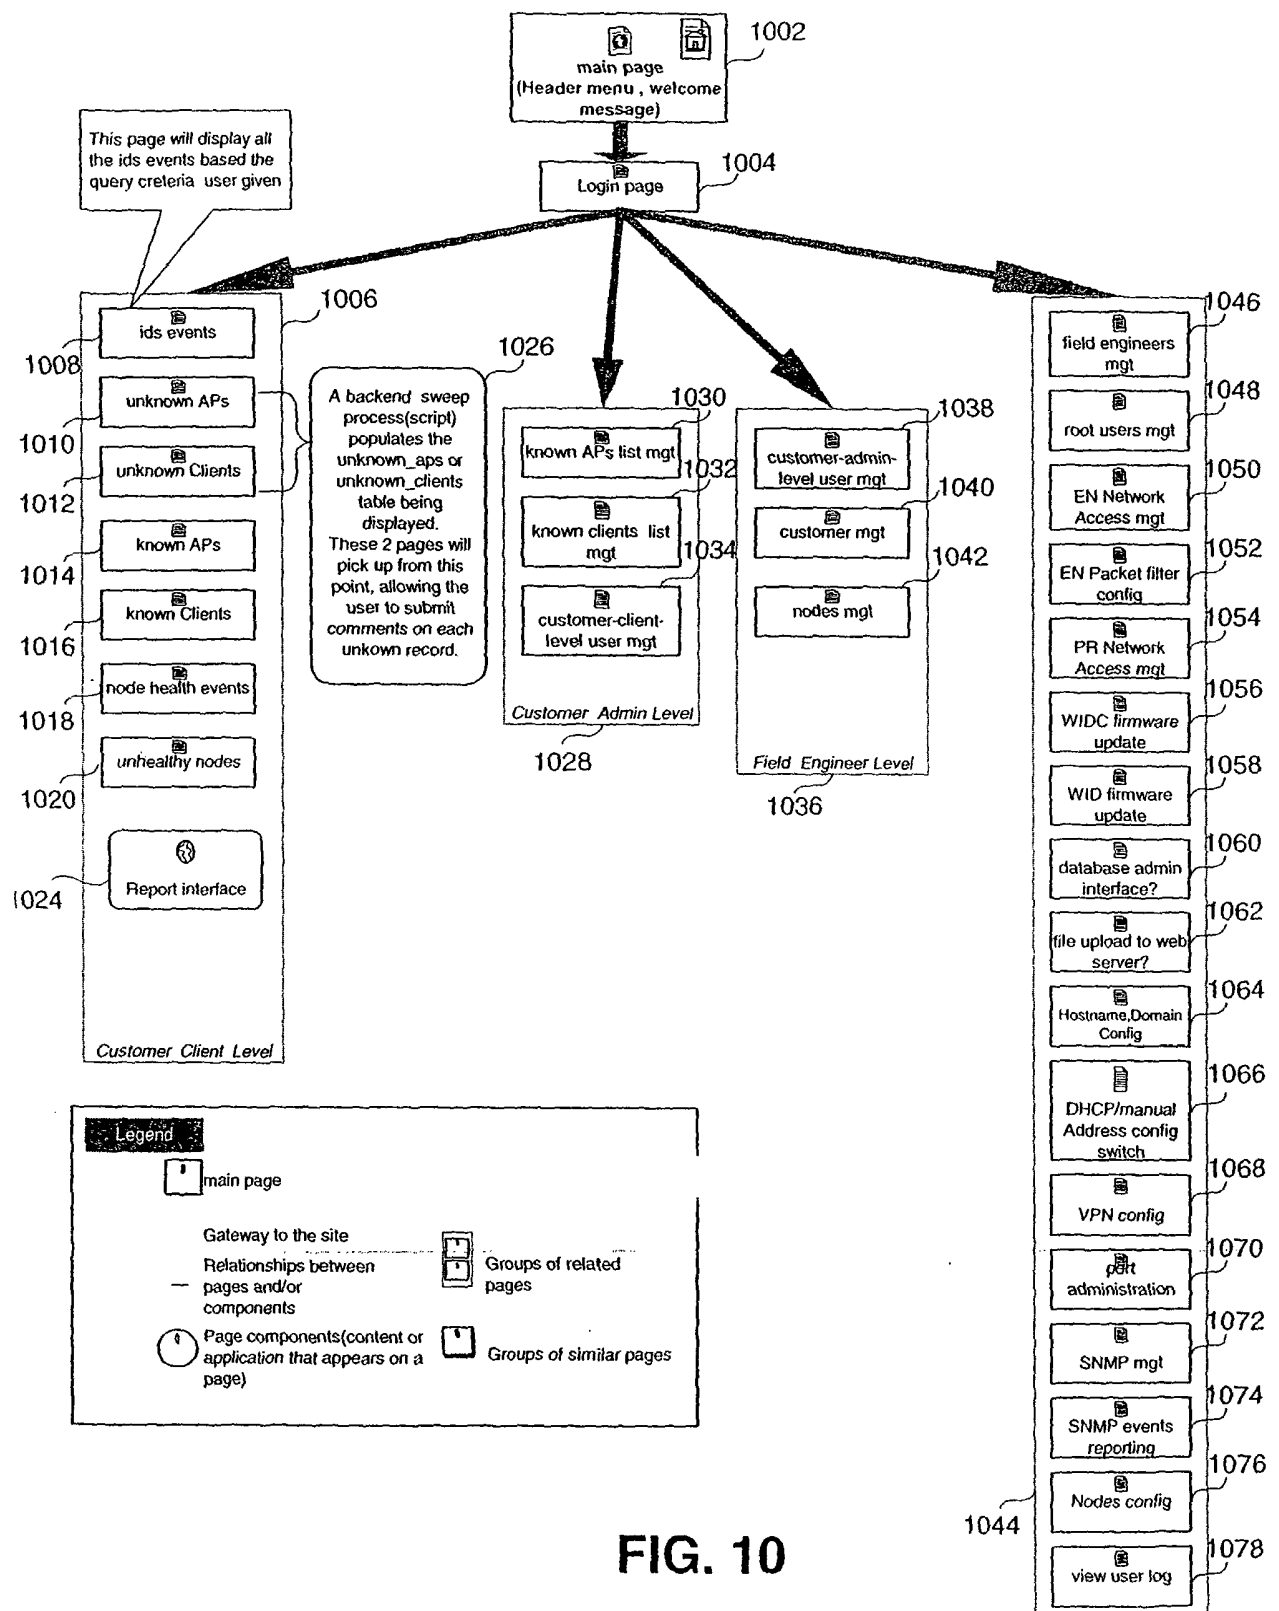 1002
main page
(Header menu , welcome
message)
1004
Login page
This page will display all
the ids events based the
query creteria user given
1006
ids events
1008
unknown APs
1010
unknown Clients
1012
known APs
1014
known Clients
1016
node health events
1018
unhealthy nodes
1020
Report interface
1024
Customer Client Level
1026
A backend sweep
process(script)
populates the
unknown_aps or
unknown_clients
table being
displayed.
These 2 pages will
pick up from this
point, allowing the
user to submit
comments on each
unkown record.
1030
known APs list mgt
1032
known clients list
mgt
1034
customer-client-
level user mgt
Customer Admin Level
1028
1038
customer-admin-
level user mgt
1040
customer mgt
1042
nodes mgt
Field Engineer Level
1036
1046
field engineers
mgt
1048
root users mgt
1050
EN Network
Access mgt
1052
EN Packet filter
config
1054
PR Network
Access mgt
1056
WIDC firmware
update
1058
WID firmware
update
1060
database admin
interface?
1062
file upload to web
server?
1064
Hostname,Domain
Config
1066
DHCP/manual
Address config
switch
1068
VPN config
1070
port
administration
1072
SNMP mgt
1074
SNMP events
reporting
1076
Nodes config
1044
1078
view user log
Legend
main page
Gateway to the site
Relationships between
pages and/or
components
Page components(content or
application that appears on a
page)
Groups of related
pages
Groups of similar pages
FIG. 10